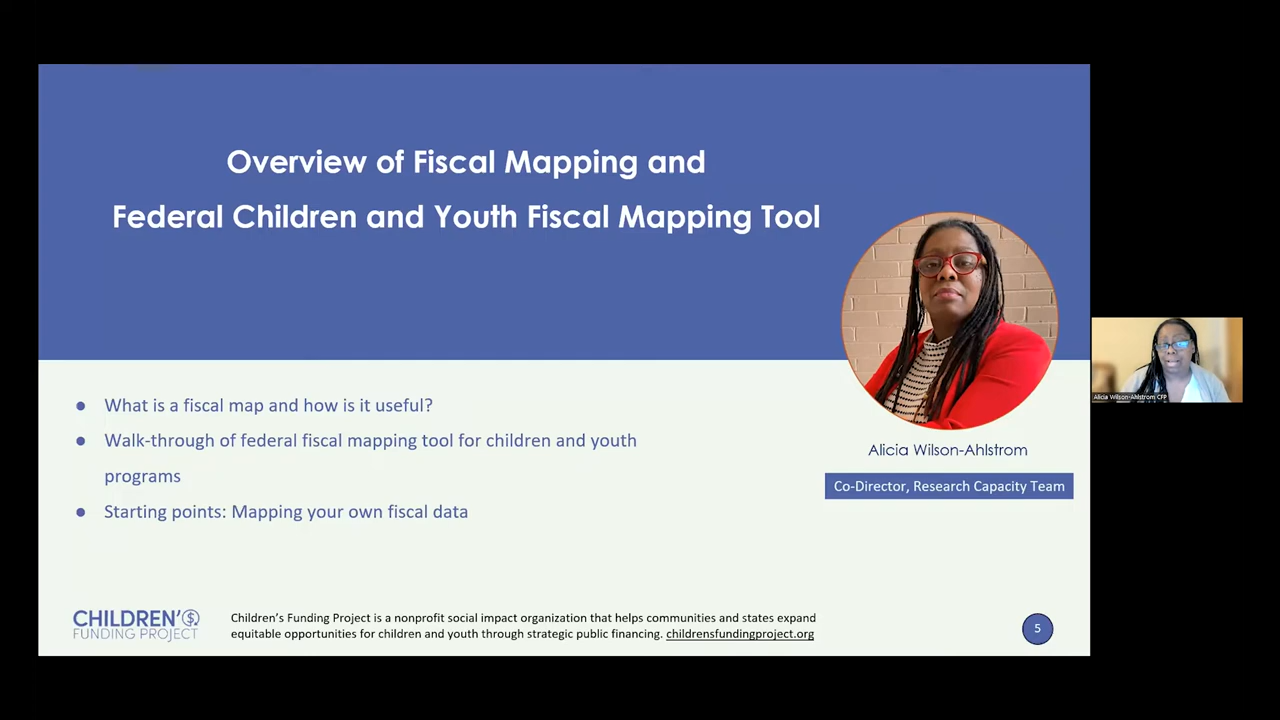 Overview of Fiscal Mapping and
Federal Children and Youth Fiscal Mapping Tool
● What is a fiscal map and how is it useful?
● Walk-through of federal fiscal mapping tool for children and youth
programs
● Starting points: Mapping your own fiscal data
Alicia Wilson-Ahlstrom
Co-Director, Research Capacity Team
Alicia Wilson-Ahlstrom CFP
CHILDREN'S
FUNDING PROJECT
Children's Funding Project is a nonprofit social impact organization that helps communities and states expand
equitable opportunities for children and youth through strategic public financing. childrensfundingproject.org
5